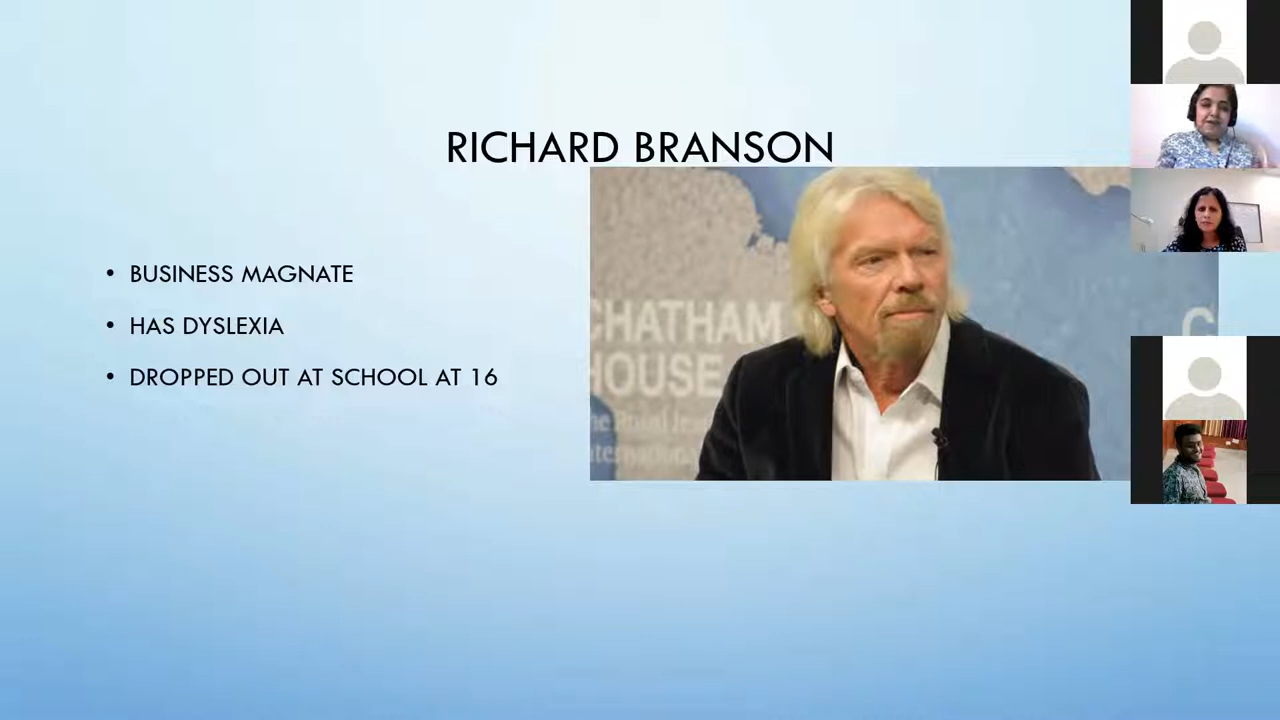 RICHARD BRANSON
• BUSINESS MAGNATE
• HAS DYSLEXIA
• DROPPED OUT AT SCHOOL AT 16
CHATHAM
HOUSE
C